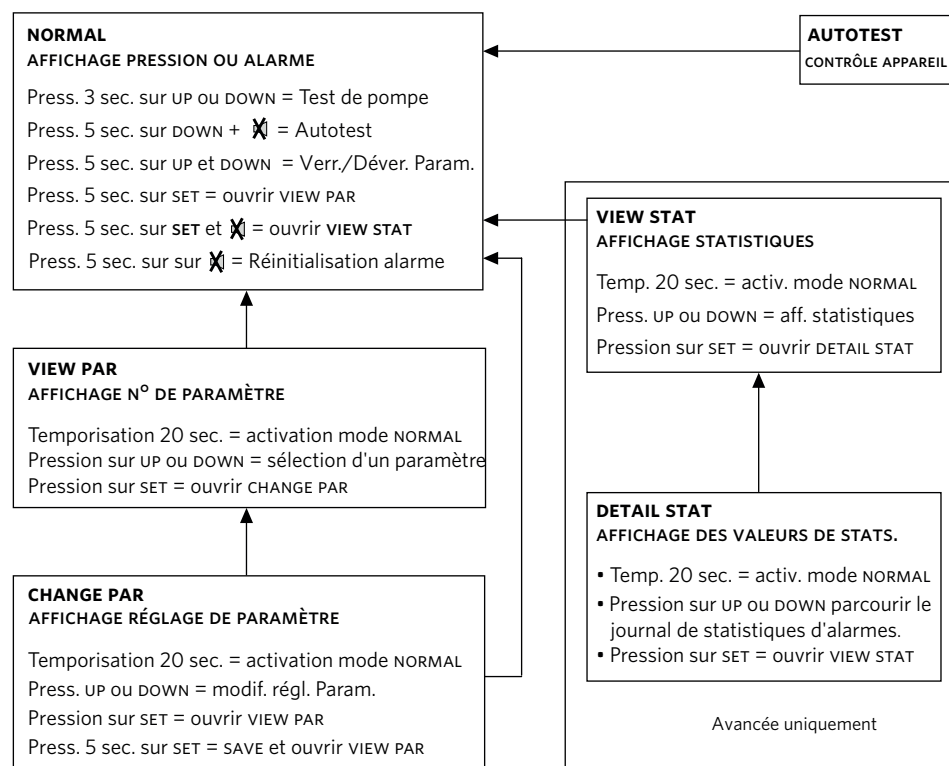 NORMAL
AFFICHAGE PRESSION OU ALARME
Press. 3 sec. sur UP ou DOWN = Test de pompe
Press. 5 sec. sur DOWN + = Autotest
Press. 5 sec. sur UP et DOWN = Verr./Déver. Param.
Press. 5 sec. sur SET = ouvrir VIEW PAR
Press. 5 sec. sur SET et = ouvrir VIEW STAT
Press. 5 sec. sur sur = Réinitialisation alarme
AUTOTEST
CONTRÔLE APPAREIL
VIEW PAR
AFFICHAGE N° DE PARAMÈTRE
Temporisation 20 sec. = activation mode NORMAL
Pression sur UP ou DOWN = sélection d'un paramètre
Pression sur SET = ouvrir CHANGE PAR
CHANGE PAR
AFFICHAGE RÉGLAGE DE PARAMÈTRE
Temporisation 20 sec. = activation mode NORMAL
Press. UP ou DOWN = modif. régl. Param.
Pression sur SET = ouvrir VIEW PAR
Press. 5 sec. sur SET = SAVE et ouvrir VIEW PAR
VIEW STAT
AFFICHAGE STATISTIQUES
Temp. 20 sec. = activ. mode NORMAL
Press. UP ou DOWN = aff. statistiques
Pression sur SET = ouvrir DETAIL STAT
DETAIL STAT
AFFICHAGE DES VALEURS DE STATS.
• Temp. 20 sec. = activ. mode NORMAL
• Pression sur UP ou DOWN parcourir le
journal de statistiques d'alarmes.
• Pression sur SET = ouvrir VIEW STAT
Avancée uniquement